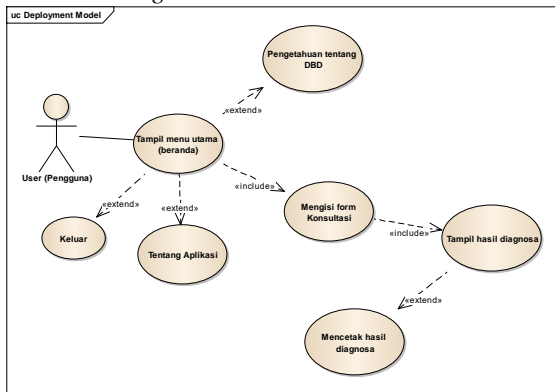 uc Deployment Model
Pengetahuan tentang
DBD
«extend»
Tampil menu utama
(beranda)
User (Pengguna)
«include»
«extend»
«extend»
Mengisi form
Konsultasi
Keluar
Tentang Aplikasi
«include»
Tampil hasil diagnosa
«extend»
Mencetak hasil
diagnosa